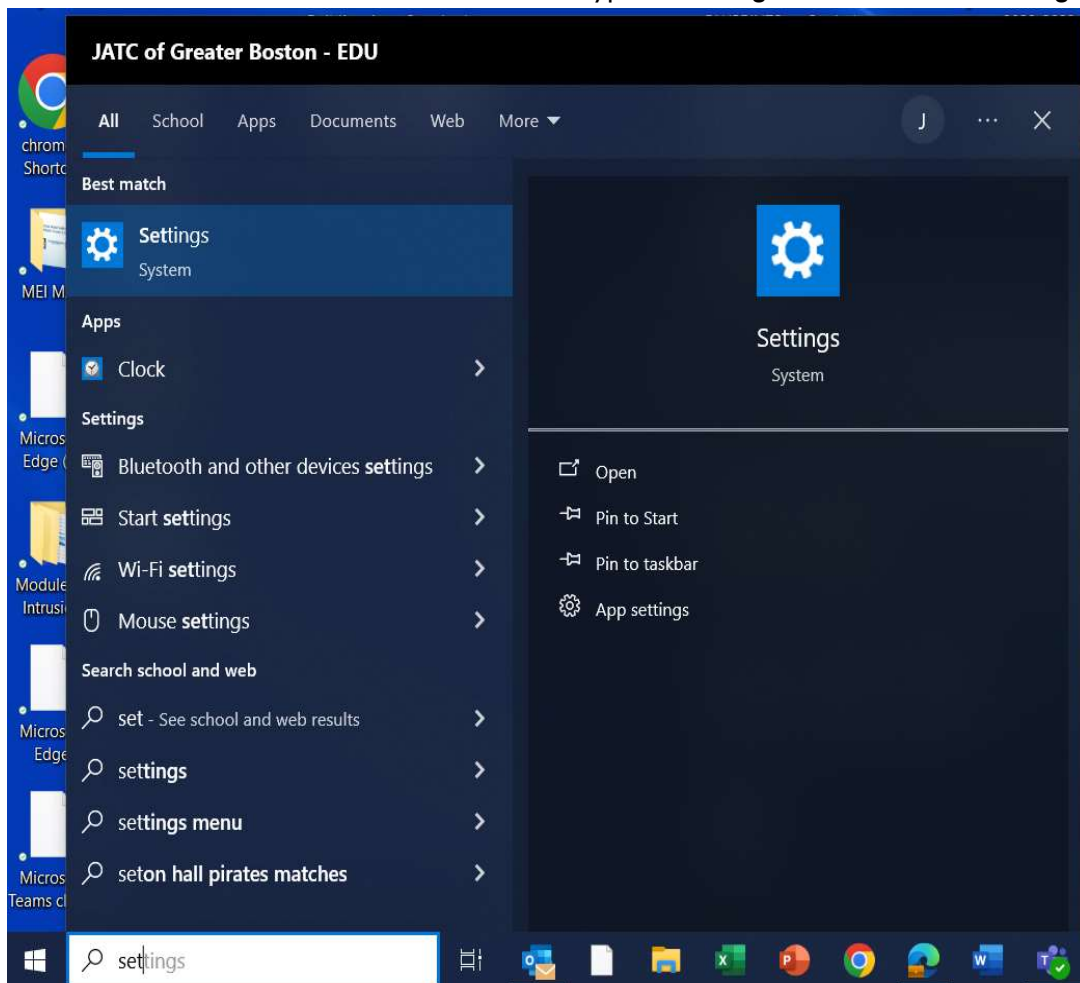 JATC of Greater Boston - EDU
All School Apps Documents Web More
J
Best match
Settings
System
Apps
Clock
Settings
Bluetooth and other devices settings
Start settings
Wi-Fi settings
Mouse settings
Search school and web
set - See school and web results
settings
settings menu
seton hall pirates matches
Settings
System
Open
Pin to Start
Pin to taskbar
App settings
chrom
Shortc
MEI M
Micros
Edge (
Module
Intrusi
Micros
Edge
Micros
Teams cl
settings